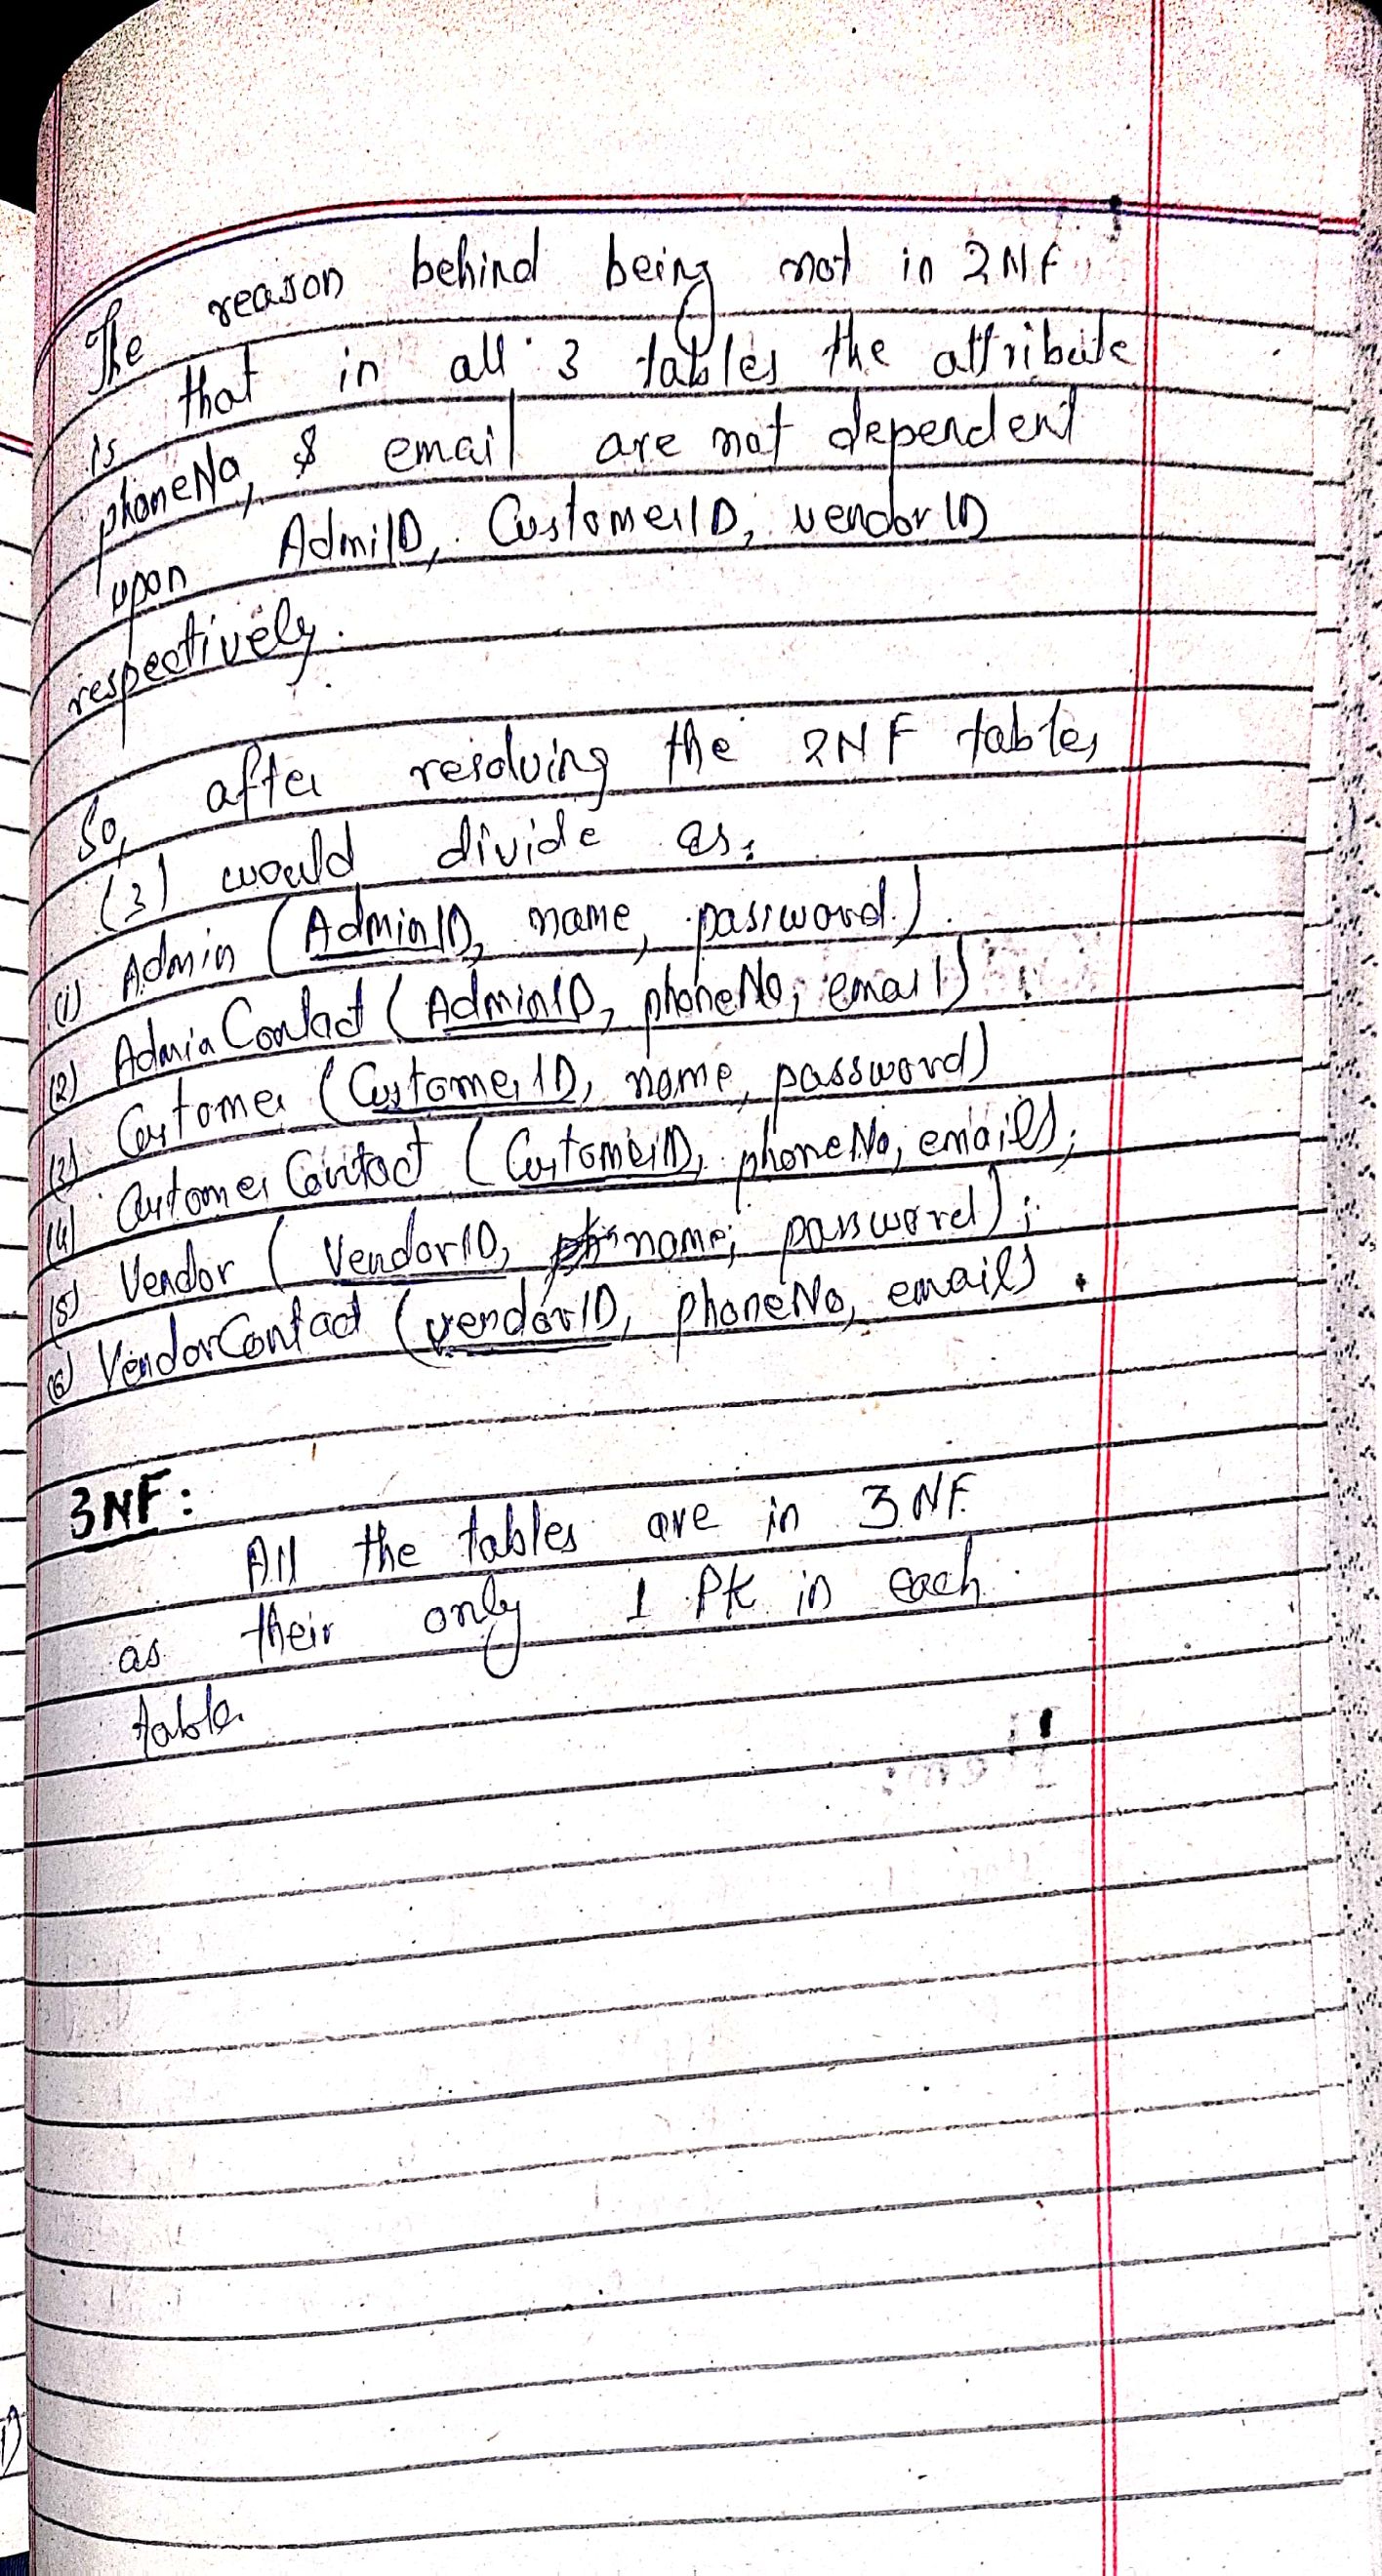 The reason behind being not in 2NF
is that in all 3 tables the attribute
phoneNo, & email are not dependent
upon AdmiID, CustomerID, vendorID
respectively.
So, after resolving the 2NF tables
(3) would divide as:
(1) Admin (AdminID, name, password).
(2) AdminContact (AdminID, phoneNo, email)
(3) Customer (CustomerID, name, password)
(4) Customer Contact (CustomerID, phoneNo, email);
(5) Vendor (VendorID, name, password);
(6) VendorContact (vendorID, phoneNo, email).
3NF:
All the tables are in 3NF.
as their only 1 PK in each
table.